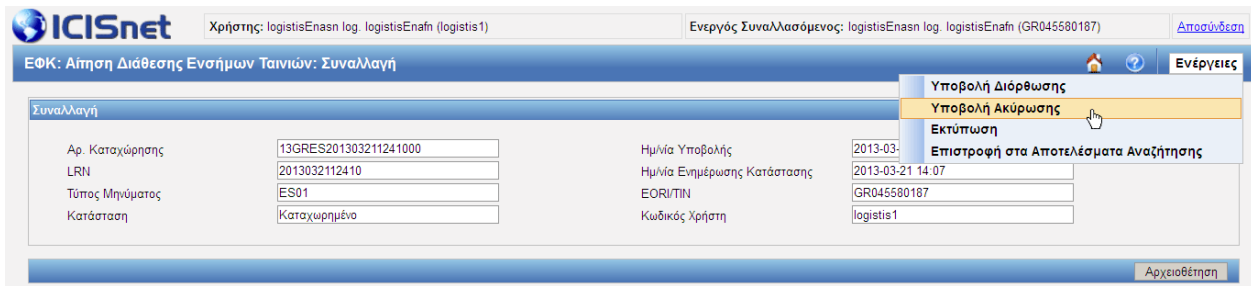 ICISnet
Χρήστης: logistisEnasn log. logistisEnafn (logistis1)
Ενεργός Συναλλασόμενος: logistisEnasn log. logistisEnafn (GR045580187)
Αποσύνδεση
ΕΦΚ: Αίτηση Διάθεσης Ενσήμων Ταινιών: Συναλλαγή
Ενέργειες
Υποβολή Διόρθωσης
Υποβολή Ακύρωσης
Εκτύπωση
Επιστροφή στα Αποτελέσματα Αναζήτησης
Συναλλαγή
Αρ. Καταχώρησης 13GRES201303211241000 Ημ/νία Υποβολής 2013-03-
LRN 2013032112410 Ημ/νία Ενημέρωσης Κατάστασης 2013-03-21 14:07
Τύπος Μηνύματος ES01 EORI/TIN GR045580187
Κατάσταση Καταχωρημένο Κωδικός Χρήστη logistis1
Αρχειοθέτηση